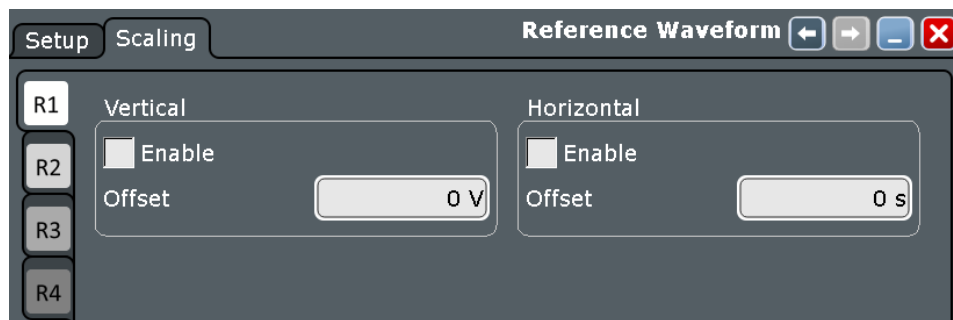 Setup Scaling Reference Waveform
R1
R2
R3
R4
Vertical
Enable
Offset 0 V
Horizontal
Enable
Offset 0 s